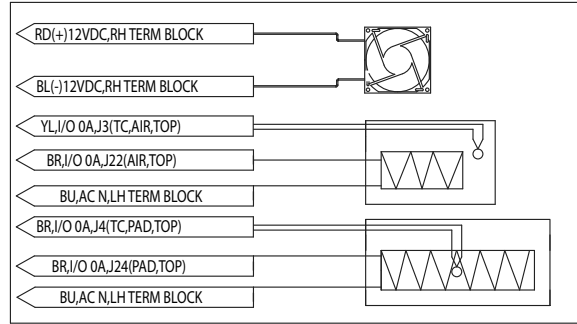 RD(+)12VDC,RH TERM BLOCK
BL(-)12VDC,RH TERM BLOCK
YL,I/O 0A,J3(TC,AIR,TOP)
BR,I/O 0A,J22(AIR,TOP)
BU,AC N,LH TERM BLOCK
BR,I/O 0A,J4(TC,PAD,TOP)
BR,I/O 0A,J24(PAD,TOP)
BU,AC N,LH TERM BLOCK